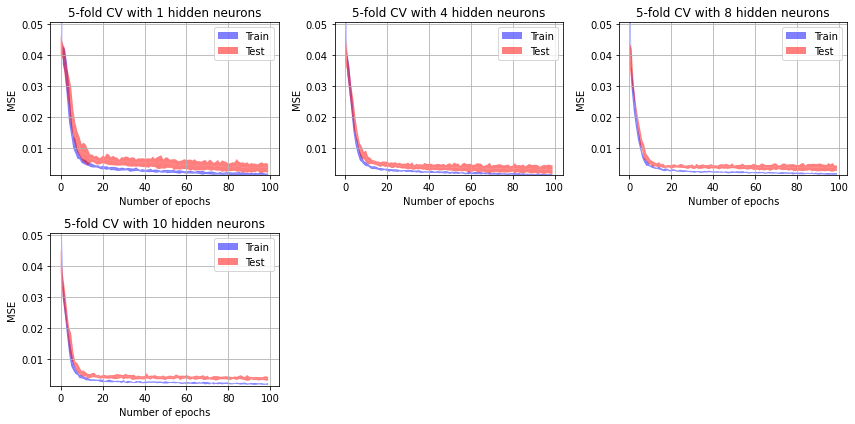 5-fold CV with 1 hidden neurons
0.05
0.04
0.03
0.02
0.01
MSE
Train
Test
0 20 40 60 80 100
Number of epochs
5-fold CV with 4 hidden neurons
0.05
0.04
0.03
0.02
0.01
MSE
Train
Test
0 20 40 60 80 100
Number of epochs
5-fold CV with 8 hidden neurons
0.05
0.04
0.03
0.02
0.01
MSE
Train
Test
0 20 40 60 80 100
Number of epochs
5-fold CV with 10 hidden neurons
0.05
0.04
0.03
0.02
0.01
MSE
Train
Test
0 20 40 60 80 100
Number of epochs